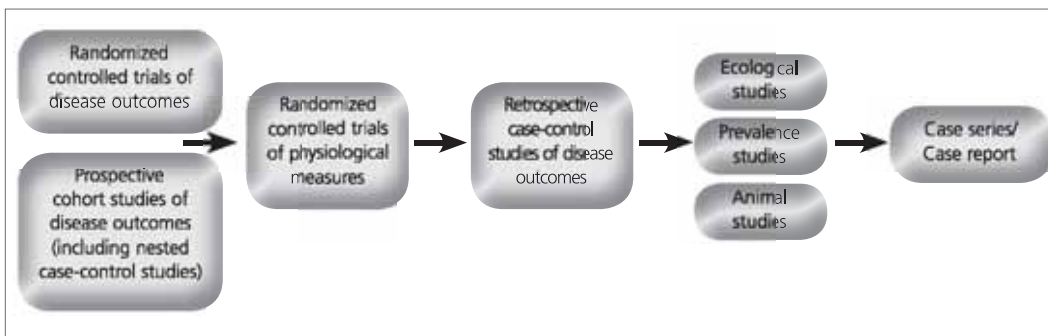 Randomized
controlled trials of
disease outcomes
Prospective
cohort studies of
disease outcomes
(including nested
case-control studies)
Randomized
controlled trials
of physiological
measures
Retrospective
case-control
studies of disease
outcomes
Ecological
studies
Prevalence
studies
Animal
studies
Case series/
Case report